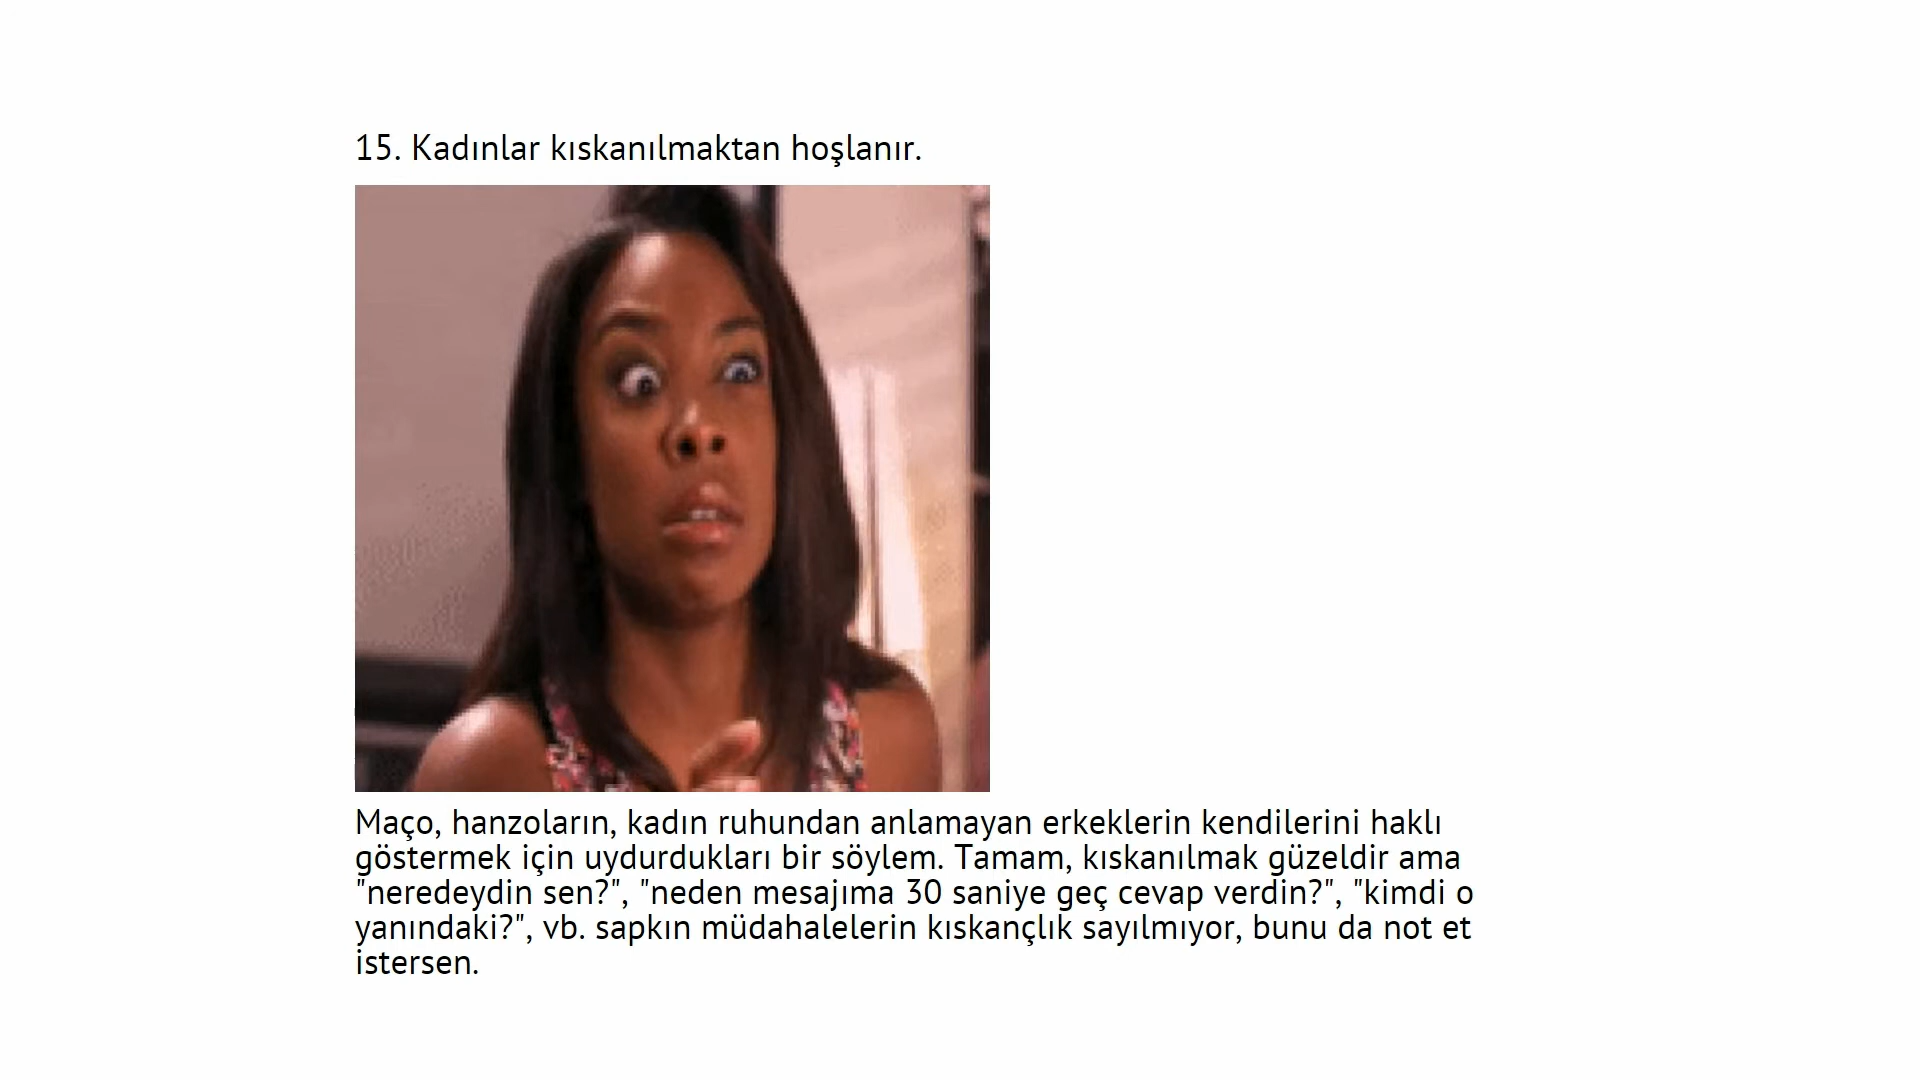 15. Kadınlar kıskanılmaktan hoşlanır.
Maço, hanzoların, kadın ruhundan anlamayan erkeklerin kendilerini haklı
göstermek için uydurdukları bir söylem. Tamam, kıskanılmak güzeldir ama
"neredeydin sen?", "neden mesajıma 30 saniye geç cevap verdin?", "kimdi o
yanındaki?", vb. sapkın müdahalelerin kıskançlık sayılmıyor, bunu da not et
istersen.